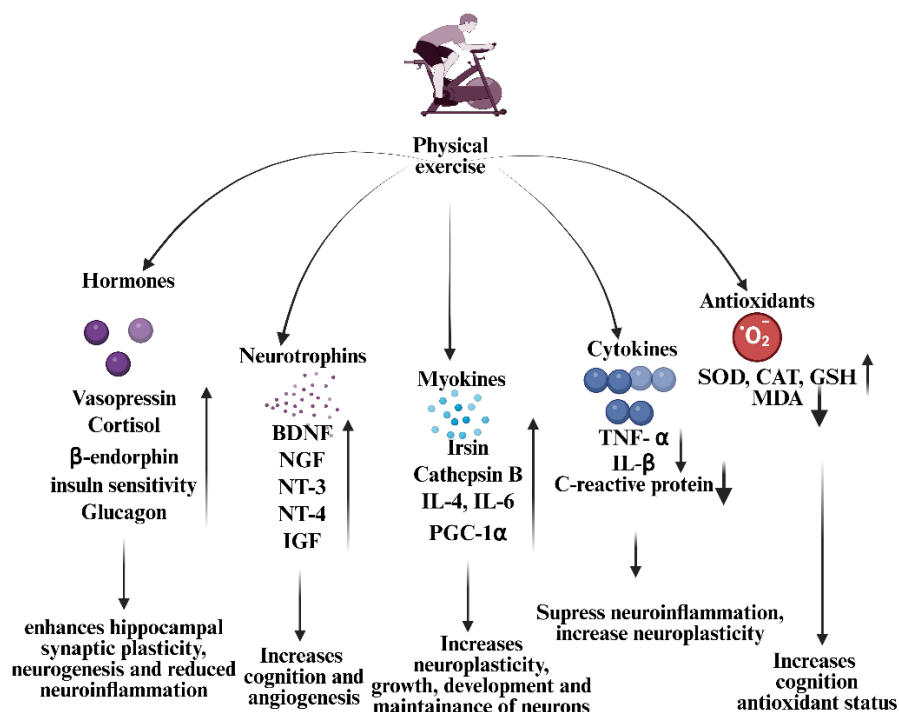 Physical
exercise
Hormones
Vasopressin
Cortisol
β-endorphin
insuln sensitivity
Glucagon
enhances hippocampal
synaptic plasticity,
neurogenesis and reduced
neuroinflammation
Neurotrophins
BDNF
NGF
NT-3
NT-4
IGF
Increases
cognition and
angiogenesis
Myokines
Irsin
Cathepsin B
IL-4, IL-6
PGC-1α
Increases
neuroplasticity,
growth, development and
maintainance of neurons
Cytokines
TNF- α
IL-β
C-reactive protein
Supress neuroinflammation,
increase neuroplasticity
Antioxidants
•O₂⁻
SOD, CAT, GSH
MDA
Increases
cognition
antioxidant status